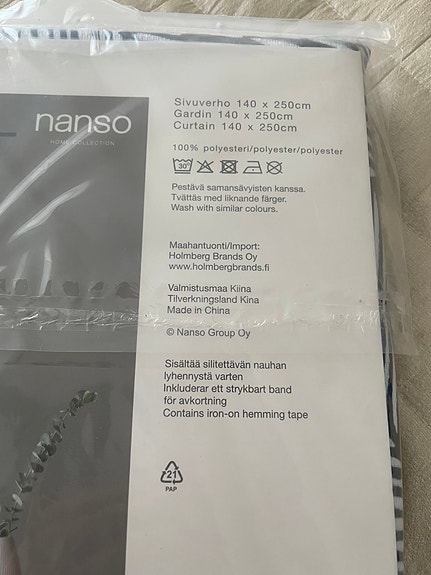 nanso
HOME COLLECTION
Sivuverho 140 x 250cm
Gardin 140 x 250cm
Curtain 140 x 250cm
100% polyesteri/polyester/polyester
30°
Pestävä samansävyisten kanssa.
Tvättäs med liknande färger.
Wash with similar colours.
Maahantuonti/Import:
Holmberg Brands Oy
www.holmbergbrands.fi
Valmistusmaa Kiina
Tilverkningsland Kina
Made in China
© Nanso Group Oy
Sisältää silitettävän nauhan
lyhennystä varten
Inkluderar ett strykbart band
för avkortning
Contains iron-on hemming tape
21
PAP